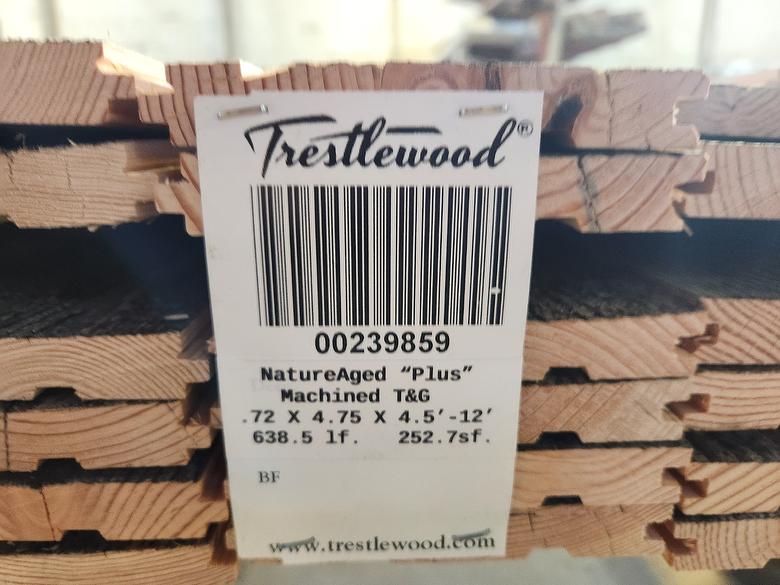 Trestlewood®
00239859
NatureAged “Plus”
Machined T&G
.72 X 4.75 X 4.5’-12’
638.5 lf. 252.7sf.
BF
www.trestlewood.com